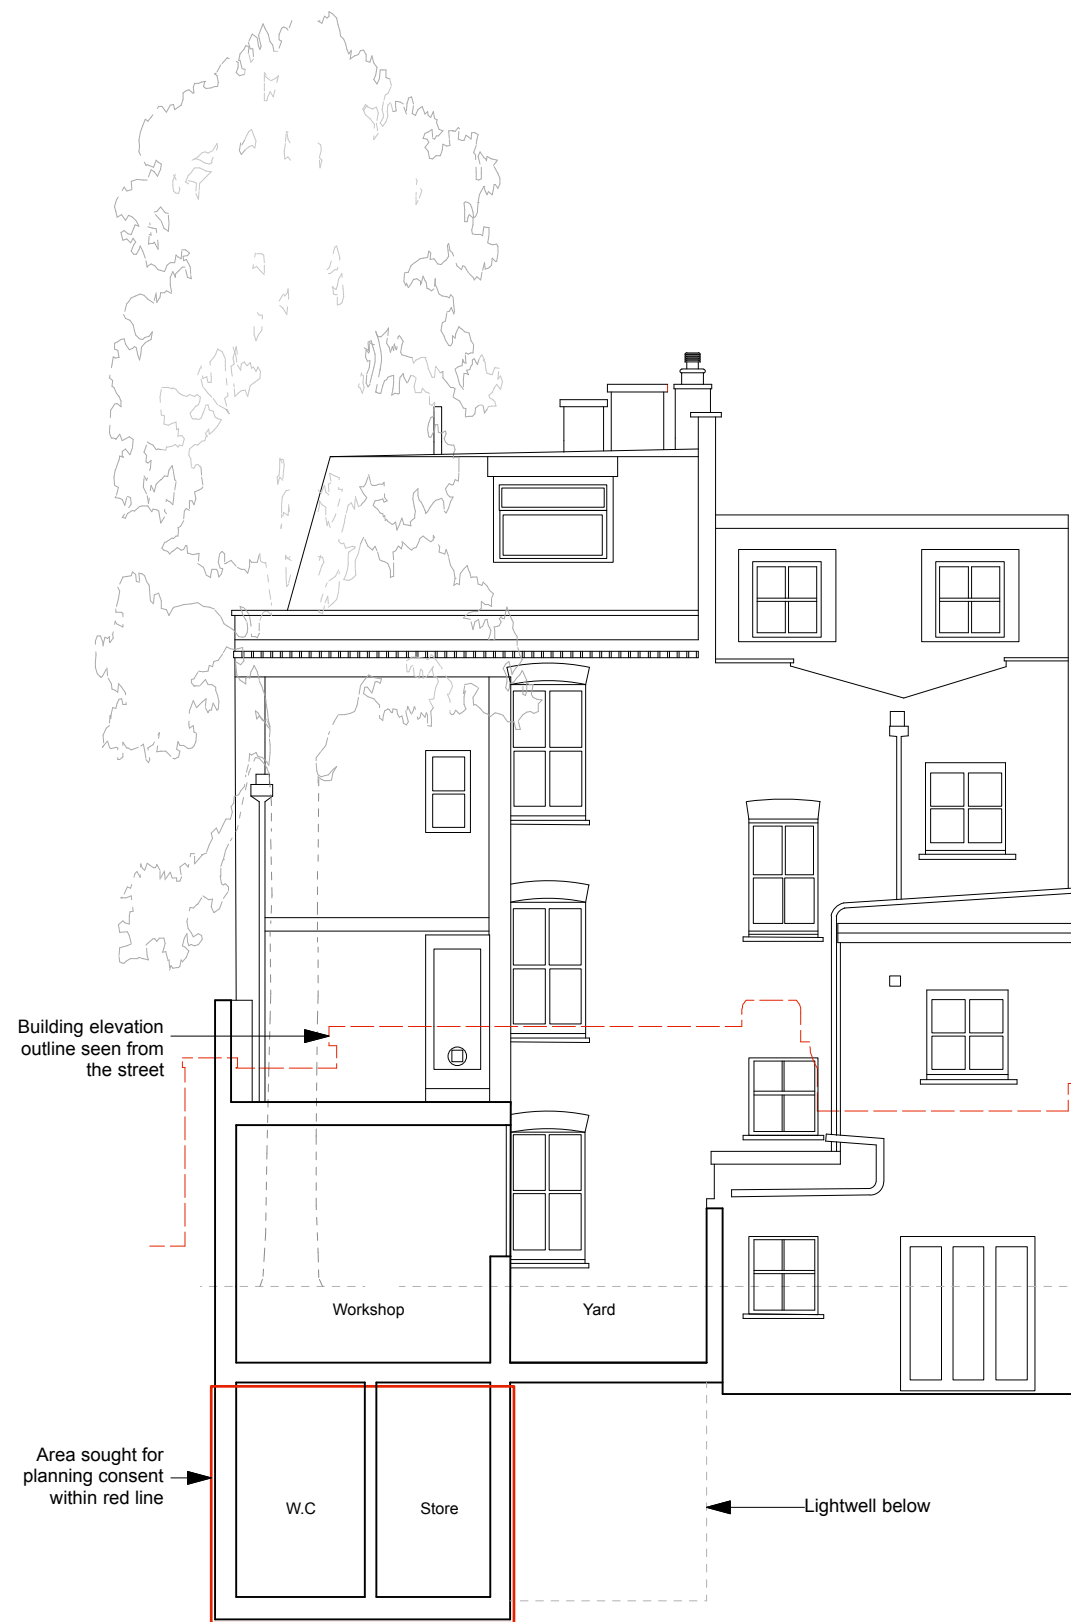 Building elevation
outline seen from
the street
Workshop
Yard
Area sought for
planning consent
within red line
W.C
Store
Lightwell below